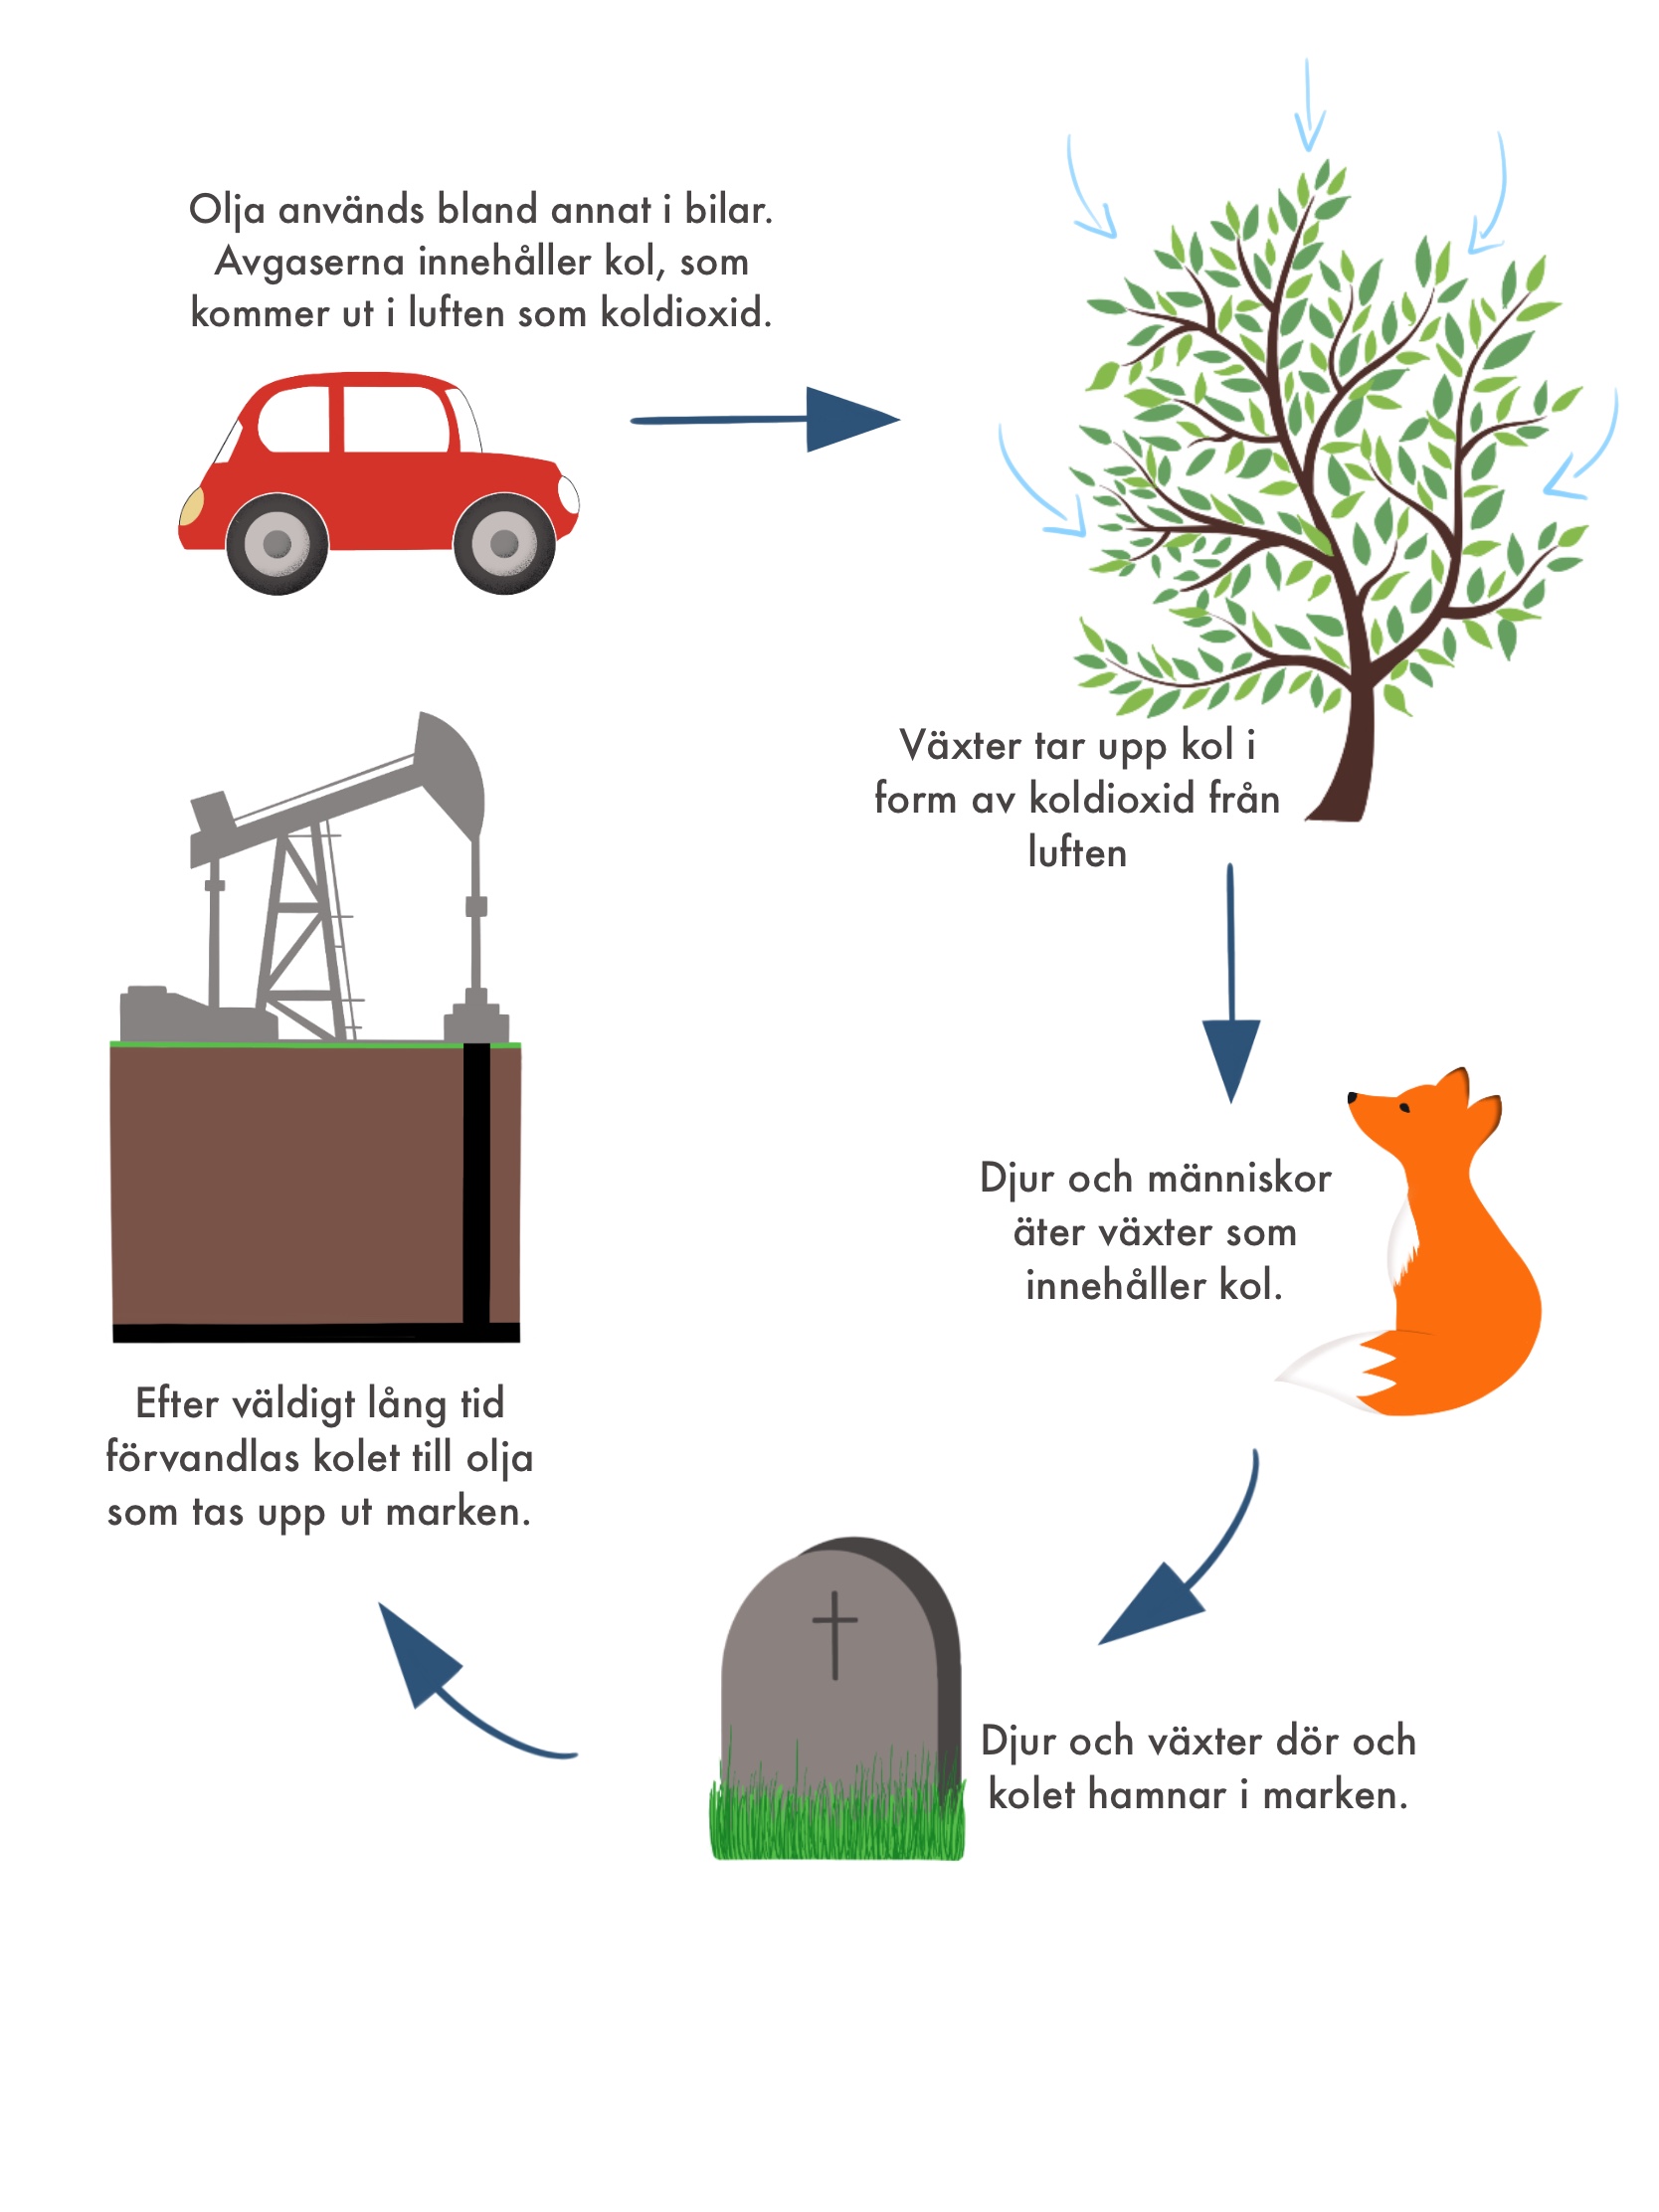 Olja används bland annat i bilar.
Avgaserna innehåller kol, som
kommer ut i luften som koldioxid.
Växter tar upp kol i
form av koldioxid från
luften
Djur och människor
äter växter som
innehåller kol.
Djur och växter dör och
kolet hamnar i marken.
Efter väldigt lång tid
förvandlas kolet till olja
som tas upp ut marken.